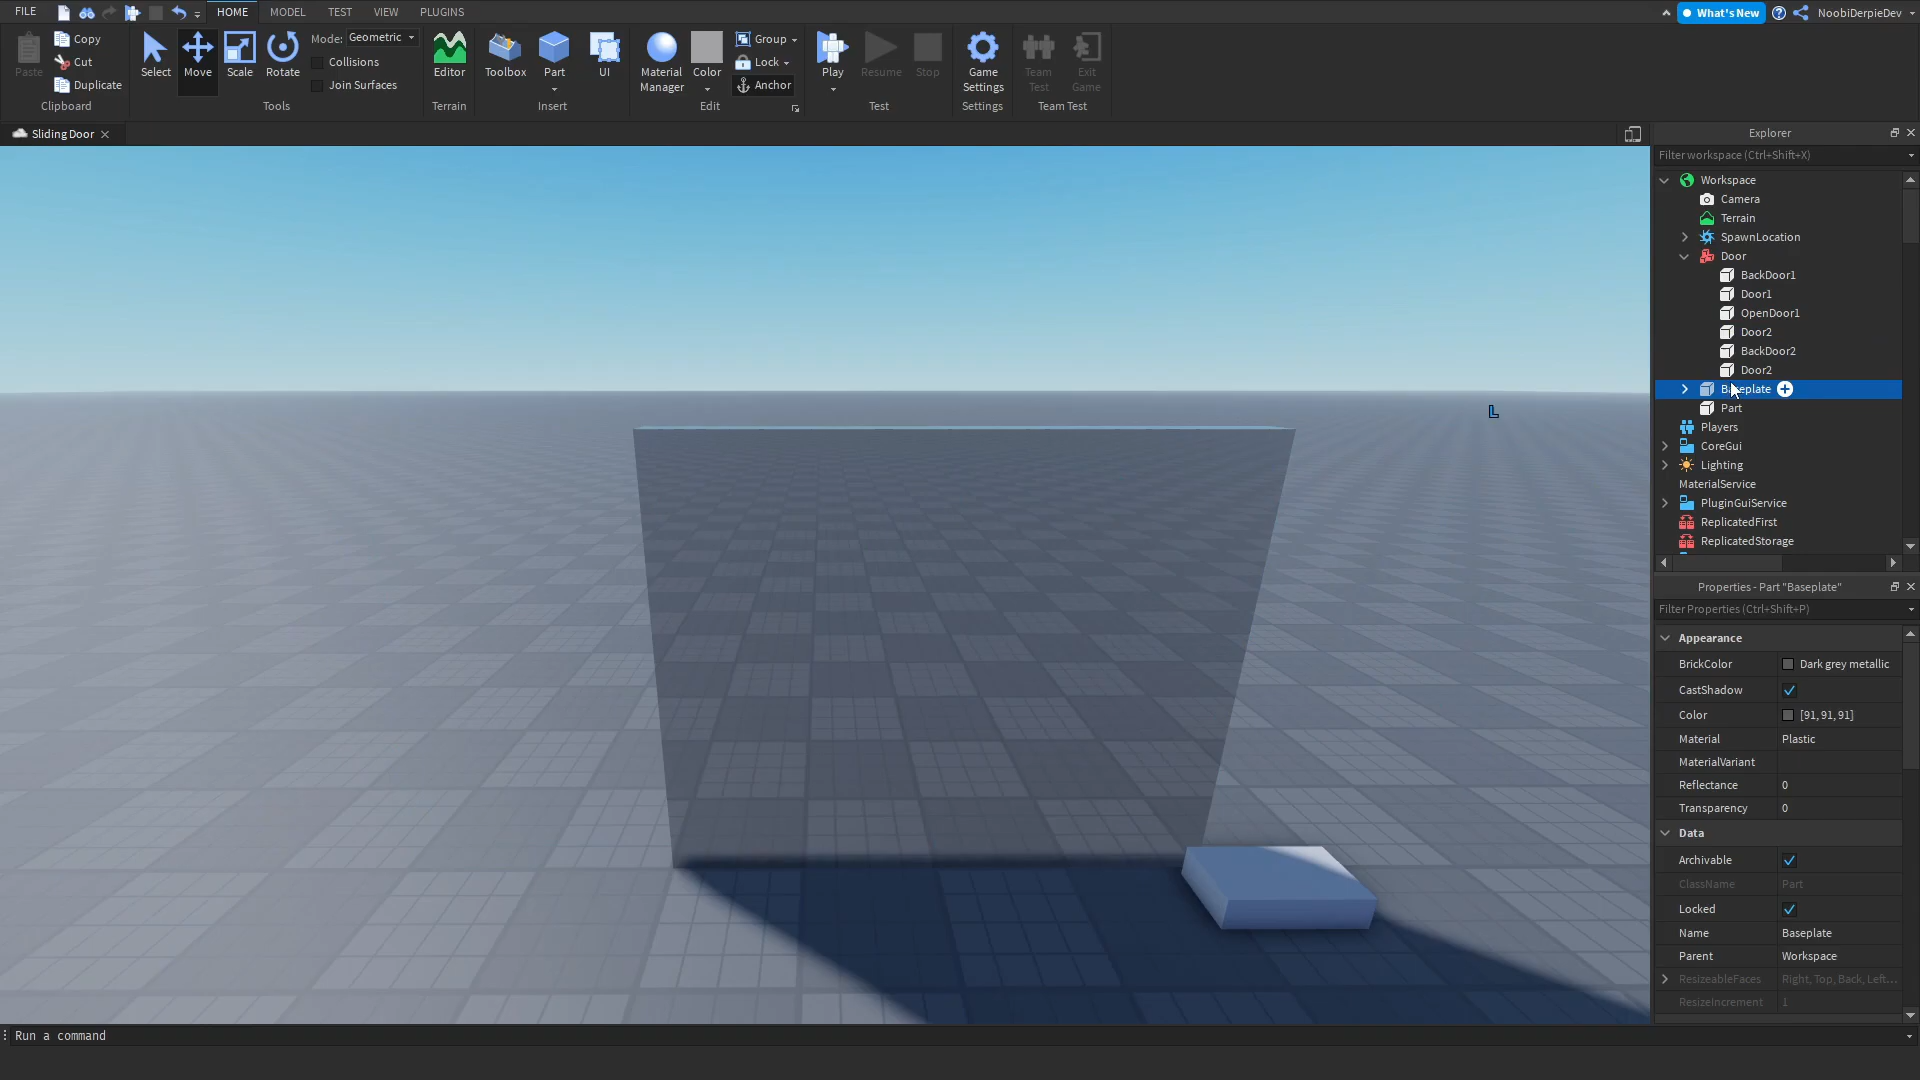 FILE HOME MODEL TEST VIEW PLUGINS What's New NoobiDerpieDev
Paste Copy Cut Duplicate Clipboard
Select Move Scale Rotate Mode: Geometric Collisions Join Surfaces Tools
Editor Terrain
Toolbox Part UI Insert
Material Manager Color Group Lock Anchor Edit
Play Resume Stop Test
Game Settings Settings
Team Test Exit Game Team Test
Sliding Door
Explorer
Filter workspace (Ctrl+Shift+X)
Workspace
Camera
Terrain
SpawnLocation
Door
BackDoor1
Door1
OpenDoor1
Door2
BackDoor2
Door2
Baseplate
Part
Players
CoreGui
Lighting
MaterialService
PluginGuiService
ReplicatedFirst
ReplicatedStorage
L
Properties - Part "Baseplate"
Filter Properties (Ctrl+Shift+P)
Appearance
BrickColor Dark grey metallic
CastShadow
Color [91, 91, 91]
Material Plastic
MaterialVariant
Reflectance 0
Transparency 0
Data
Archivable
ClassName Part
Locked
Name Baseplate
Parent Workspace
ResizeableFaces Right, Top, Back, Left...
ResizeIncrement 1
Run a command